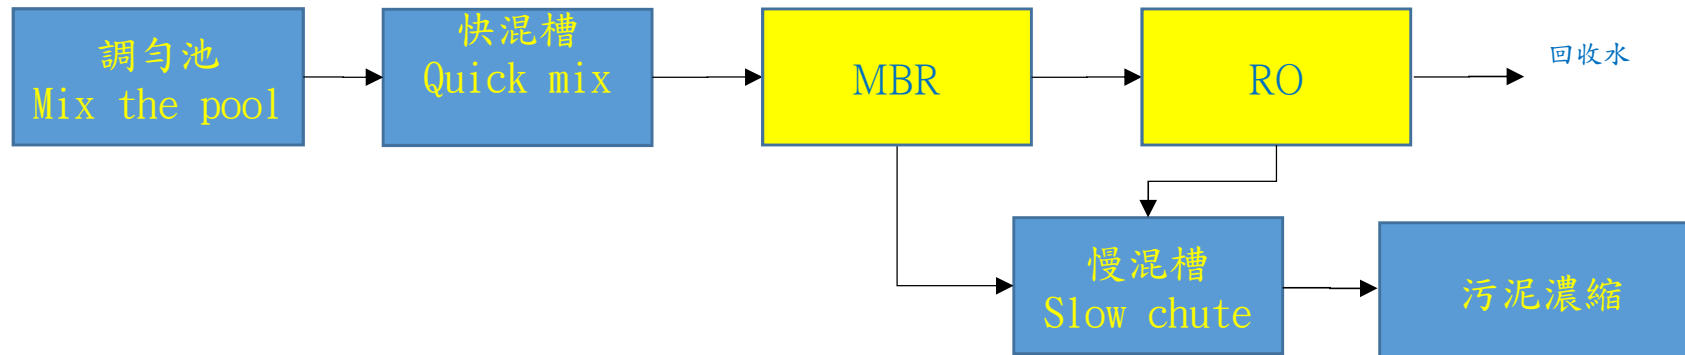 調勻池
Mix the pool
快混槽
Quick mix
MBR
RO
回收水
慢混槽
Slow chute
污泥濃縮